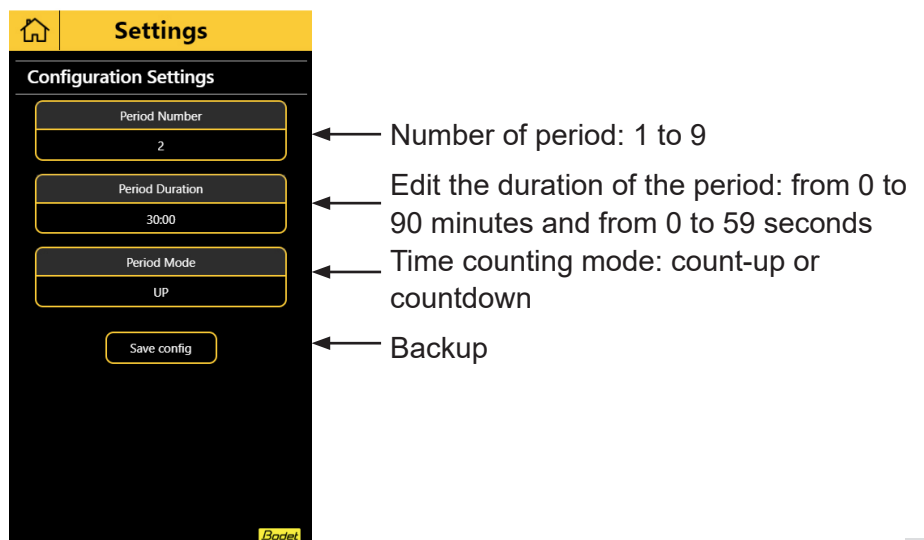 Settings
Configuration Settings
Period Number
2
Number of period: 1 to 9
Period Duration
30:00
Edit the duration of the period: from 0 to
90 minutes and from 0 to 59 seconds
Period Mode
UP
Time counting mode: count-up or
countdown
Save config
Backup
Bodet